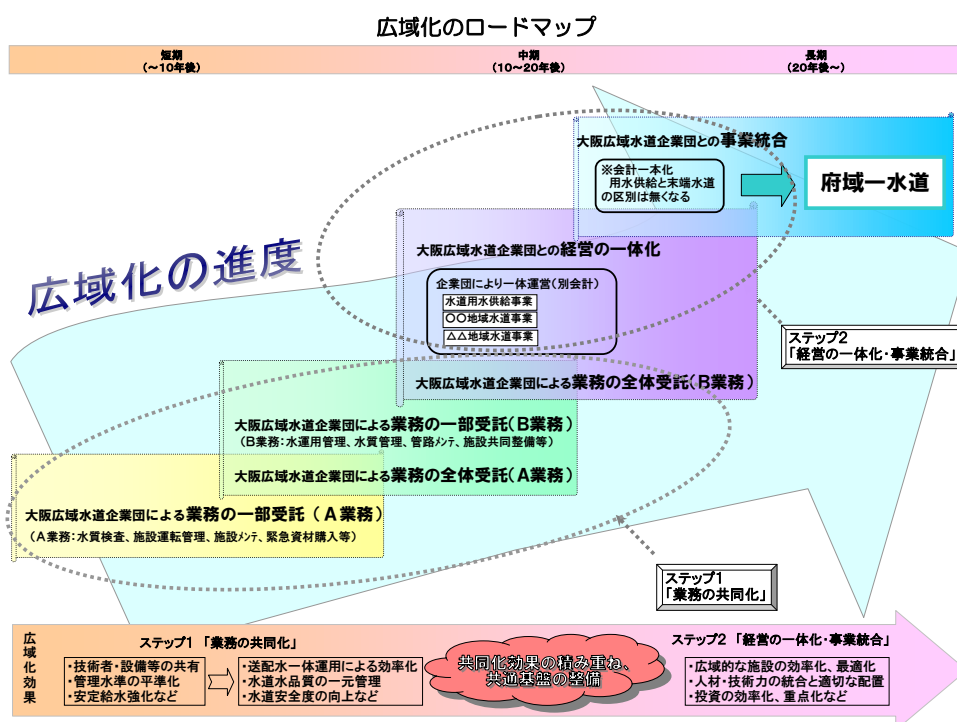 広域化のロードマップ
短期
(～10年後)
中期
(10～20年後)
長期
(20年後～)
大阪広域水道企業団との事業統合
※会計一本化
用水供給と末端水道
の区別は無くなる
府域一水道
広域化の進度
大阪広域水道企業団との経営の一体化
企業団により一体運営(別会計)
水道用水供給事業
○○地域水道事業
△△地域水道事業
ステップ2
「経営の一体化・事業統合」
大阪広域水道企業団による業務の全体受託(B業務)
大阪広域水道企業団による業務の一部受託(B業務)
(B業務:水運用管理、水質管理、管路メンテ、施設共同整備等)
大阪広域水道企業団による業務の全体受託(A業務)
大阪広域水道企業団による業務の一部受託(A業務)
(A業務:水質検査、施設運転管理、施設メンテ、緊急資材購入等)
ステップ1
「業務の共同化」
広域化効果
ステップ1 「業務の共同化」
・技術者・設備等の共有
・管理水準の平準化
・安定給水強化など
・送配水一体運用による効率化
・水道水品質の一元管理
・水道安全度の向上など
共同化効果の積み重ね、
共通基盤の整備
ステップ2 「経営の一体化・事業統合」
・広域的な施設の効率化、最適化
・人材・技術力の統合と適切な配置
・投資の効率化、重点化など